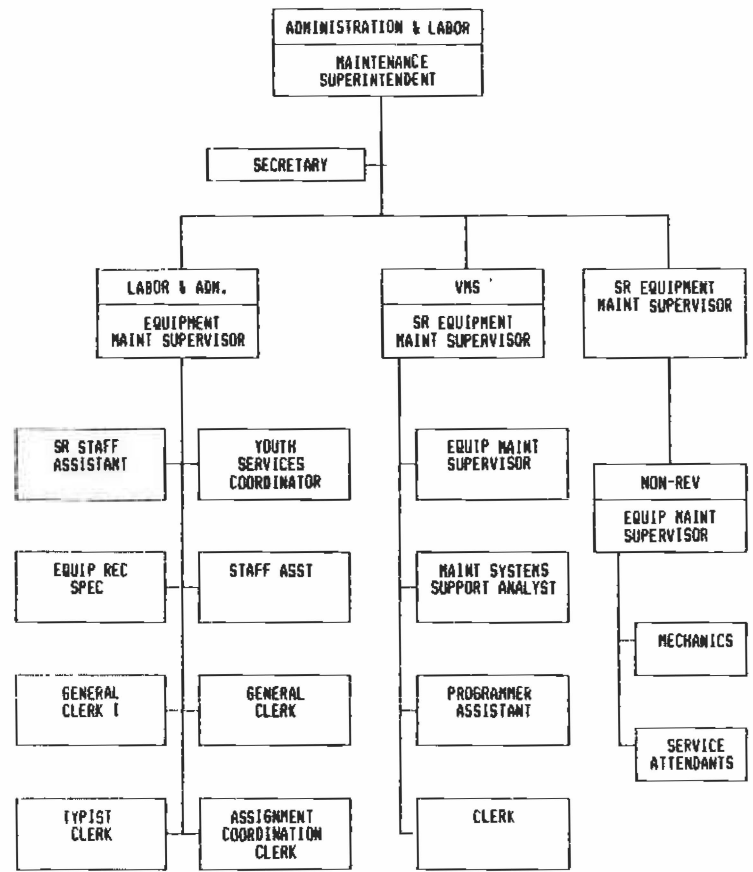 ADMINISTRATION & LABOR
MAINTENANCE
SUPERINTENDENT
SECRETARY
LABOR & ADM.
EQUIPMENT
MAINT SUPERVISOR
VMS
SR EQUIPMENT
MAINT SUPERVISOR
SR EQUIPMENT
MAINT SUPERVISOR
SR STAFF
ASSISTANT
YOUTH
SERVICES
COORDINATOR
EQUIP MAINT
SUPERVISOR
NON-REV
EQUIP MAINT
SUPERVISOR
EQUIP REC
SPEC
STAFF ASST
MAINT SYSTEMS
SUPPORT ANALYST
MECHANICS
GENERAL
CLERK I
GENERAL
CLERK
PROGRAMMER
ASSISTANT
SERVICE
ATTENDANTS
TYPIST
CLERK
ASSIGNMENT
COORDINATION
CLERK
CLERK